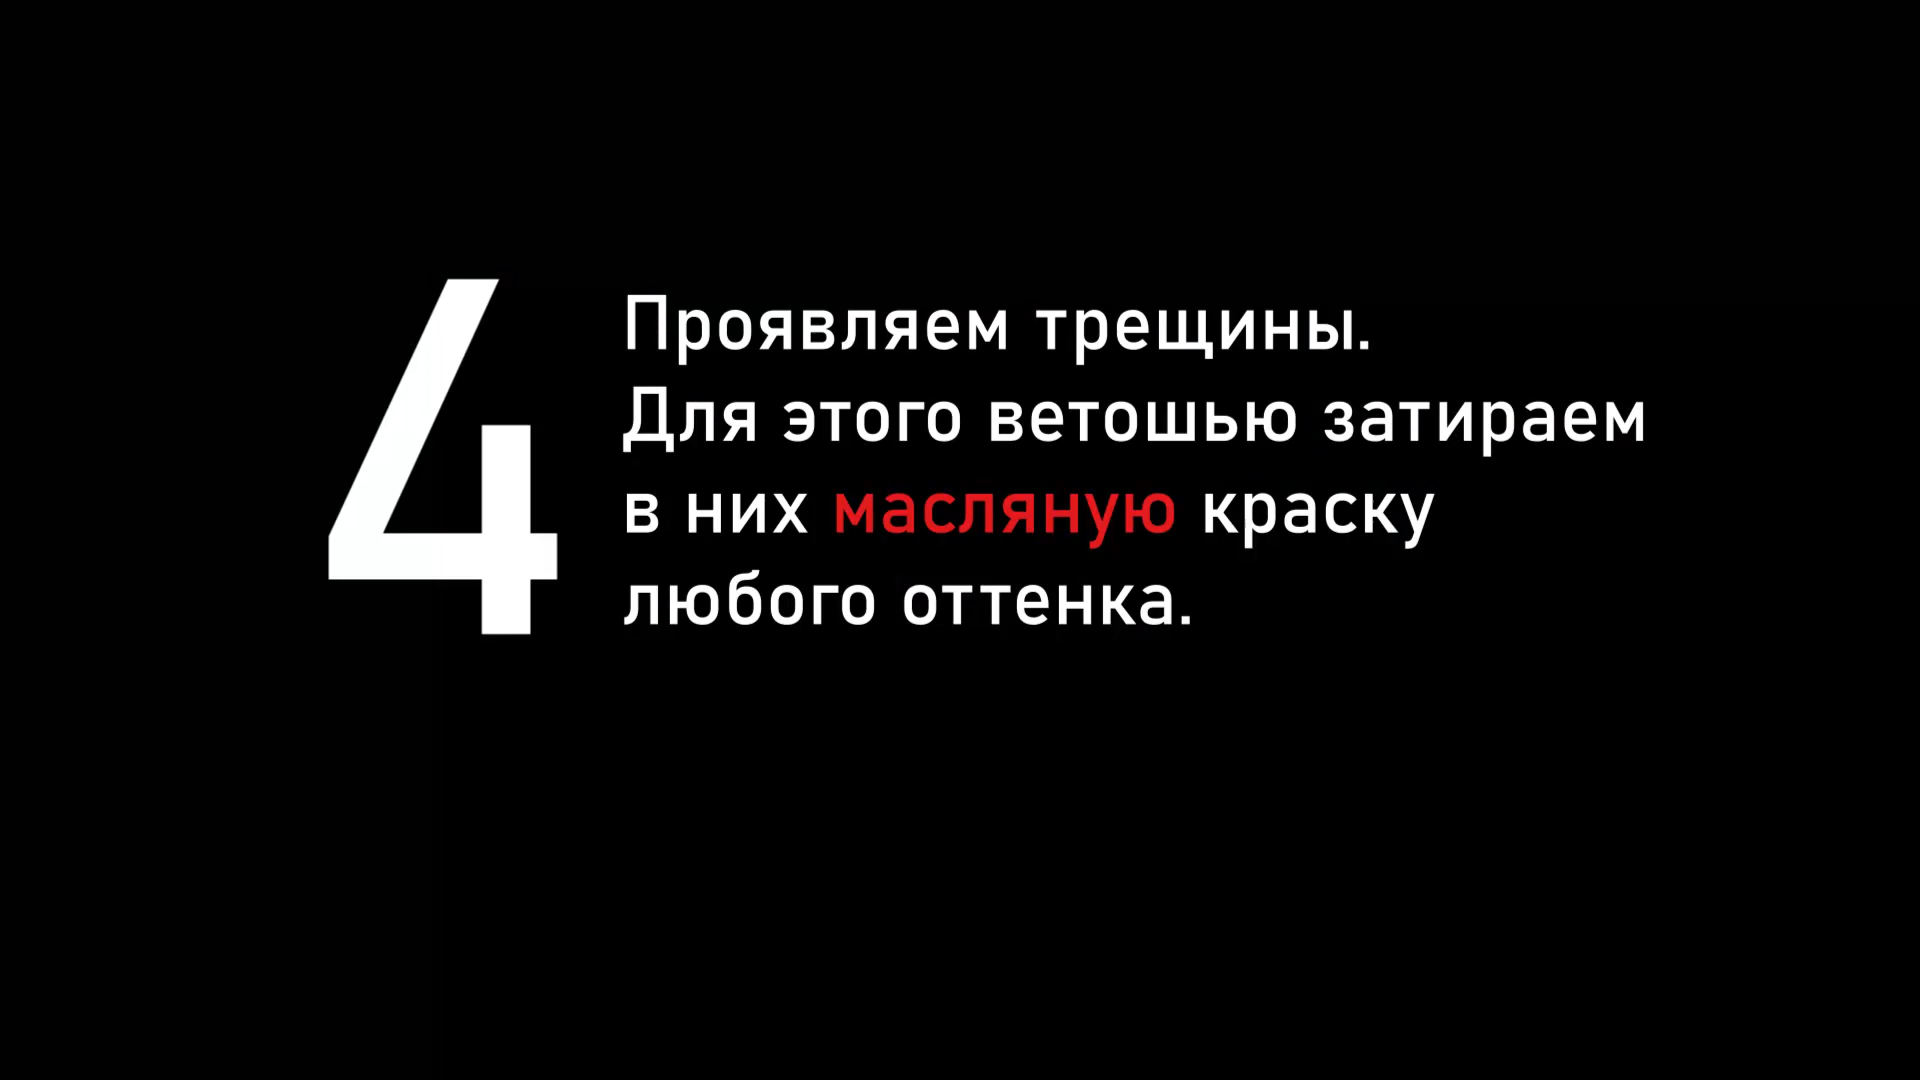 4
Проявляем трещины.
Для этого ветошью затираем
в них масляную краску
любого оттенка.